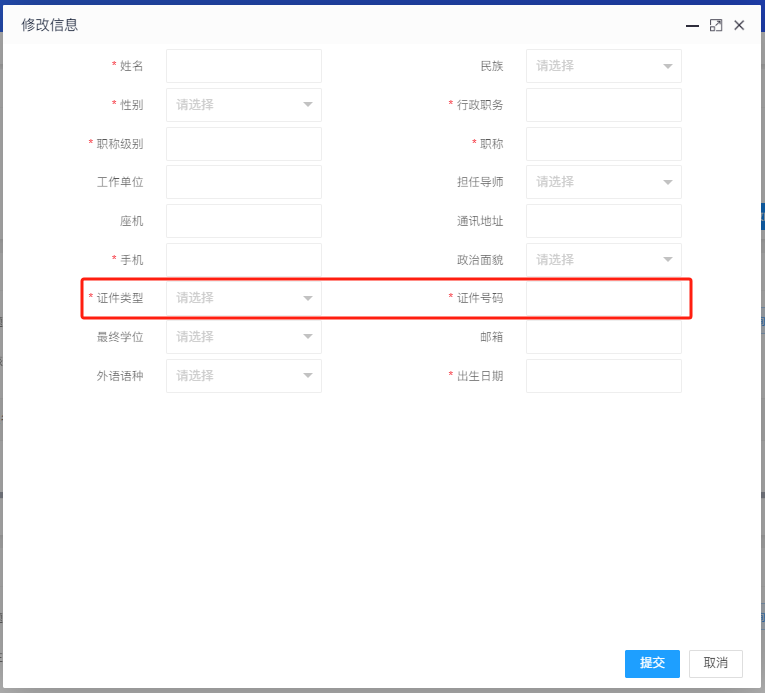 修改信息
* 姓名
民族 请选择
* 性别 请选择
* 行政职务
* 职称级别
* 职称
工作单位
担任导师 请选择
座机
通讯地址
* 手机
政治面貌 请选择
* 证件类型 请选择
* 证件号码
最终学位 请选择
邮箱
外语语种 请选择
* 出生日期
提交
取消